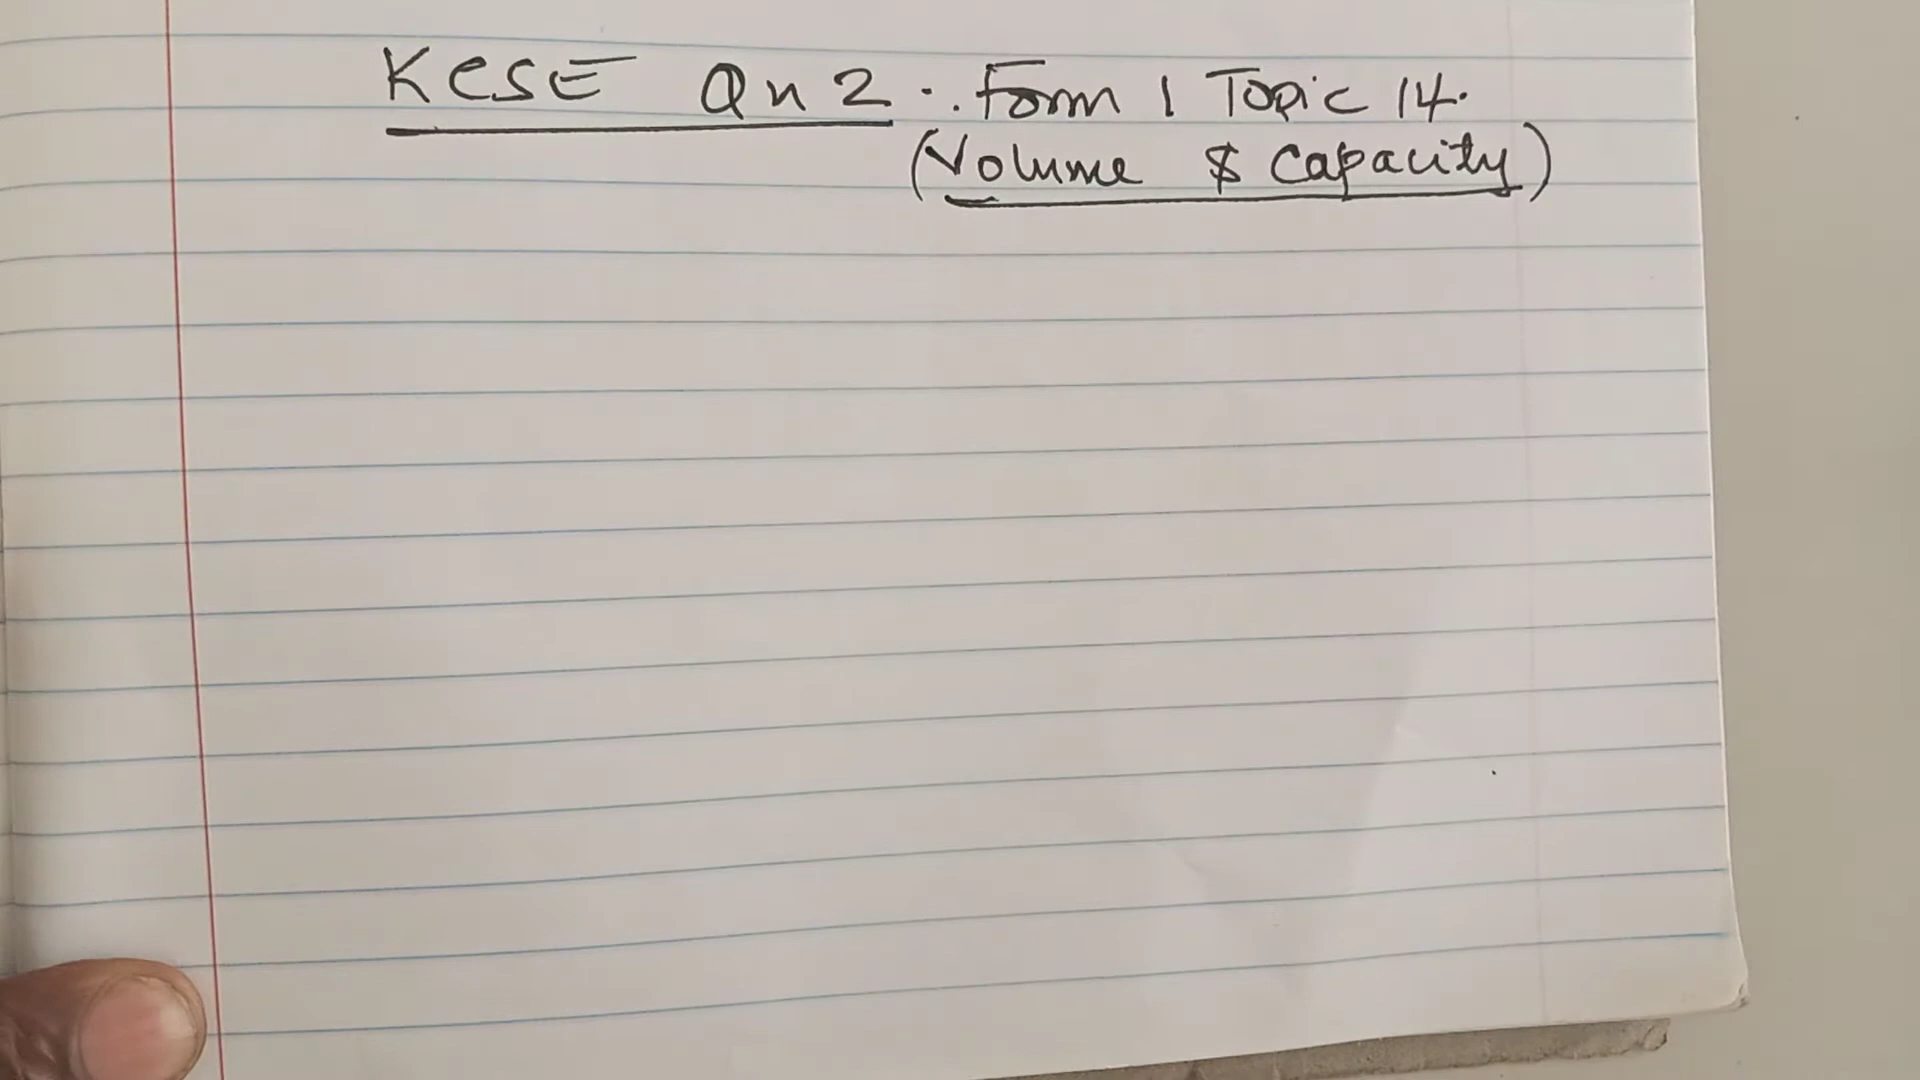 KCSE Qn 2 .. Form 1 Topic 14.
(Volume $ Capacity)